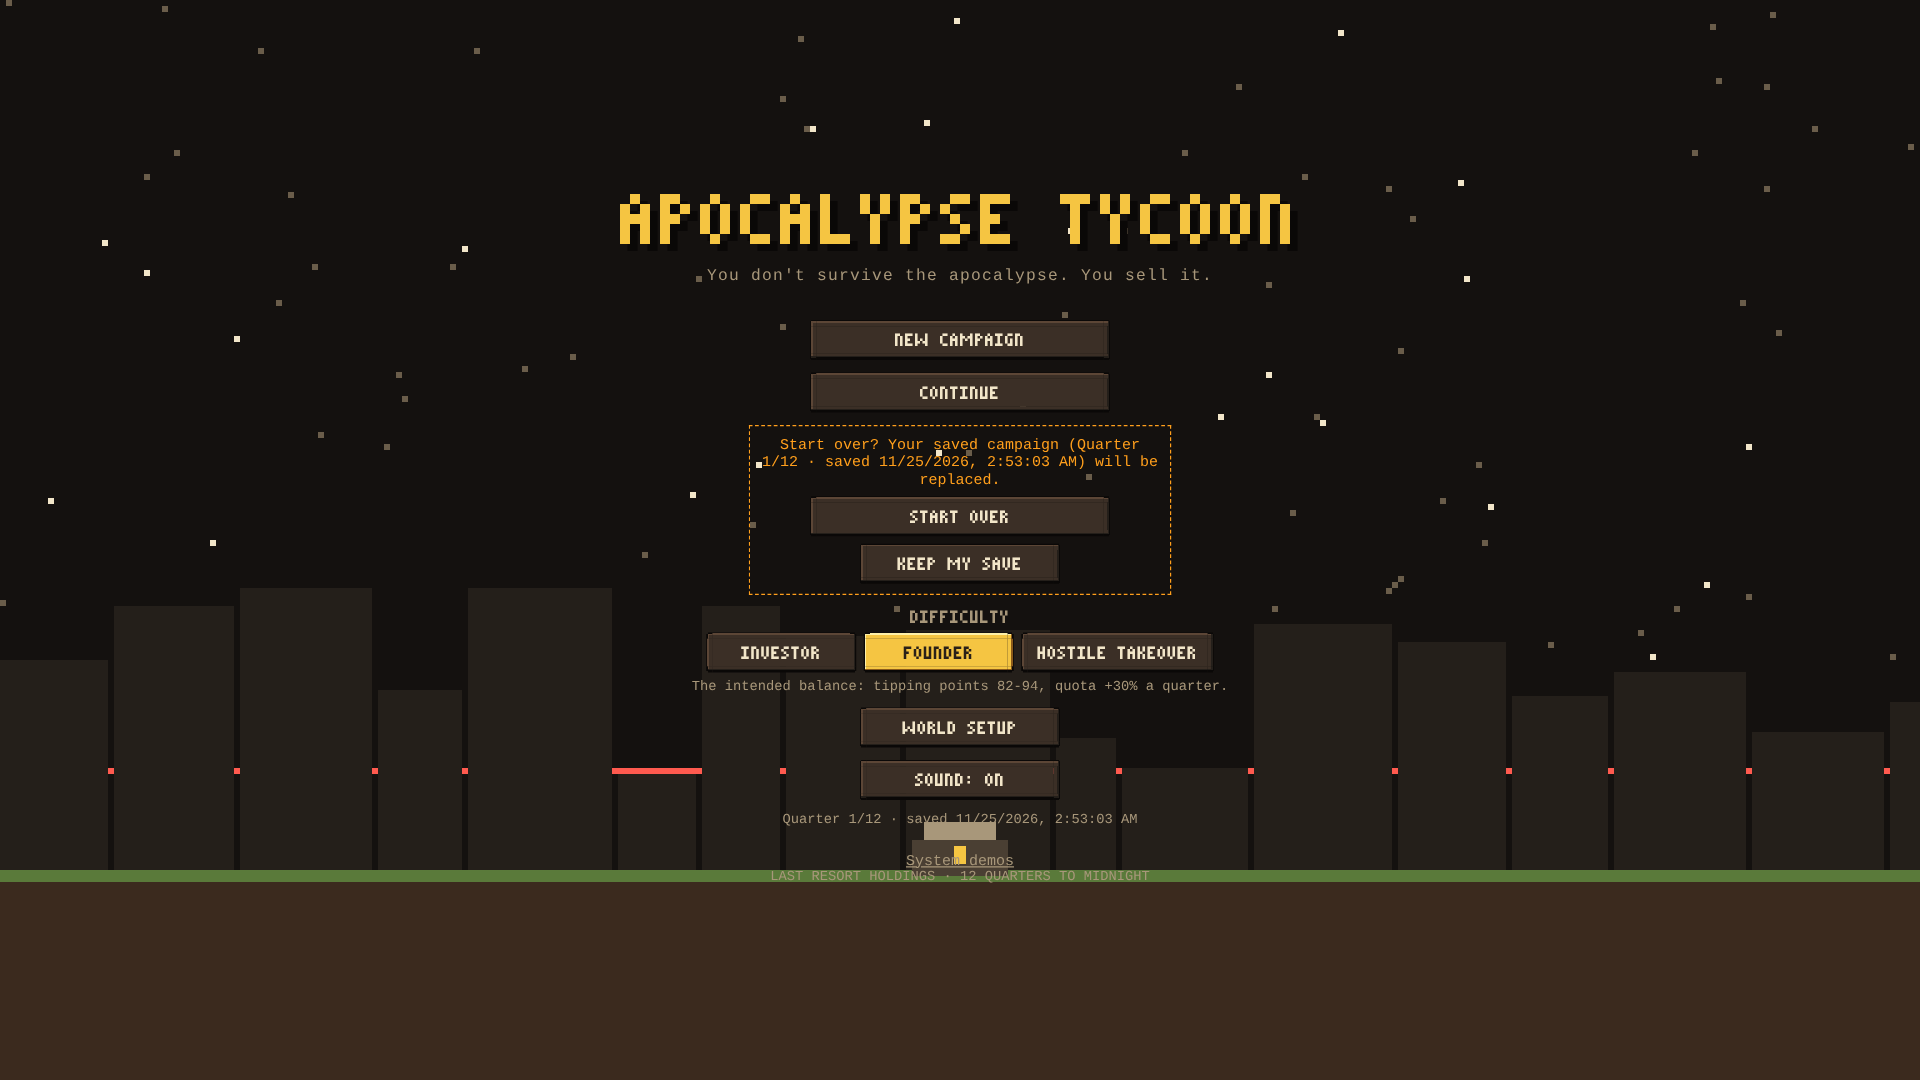 APOCALYPSE TYCOON
You don't survive the apocalypse. You sell it.
NEW CAMPAIGN
CONTINUE
Start over? Your saved campaign (Quarter
1/12 · saved 11/25/2026, 2:53:03 AM) will be
replaced.
START OVER
KEEP MY SAVE
DIFFICULTY
INVESTOR
FOUNDER
HOSTILE TAKEOVER
The intended balance: tipping points 82-94, quota +30% a quarter.
WORLD SETUP
SOUND: ON
Quarter 1/12 · saved 11/25/2026, 2:53:03 AM
System demos
LAST RESORT HOLDINGS · 12 QUARTERS TO MIDNIGHT